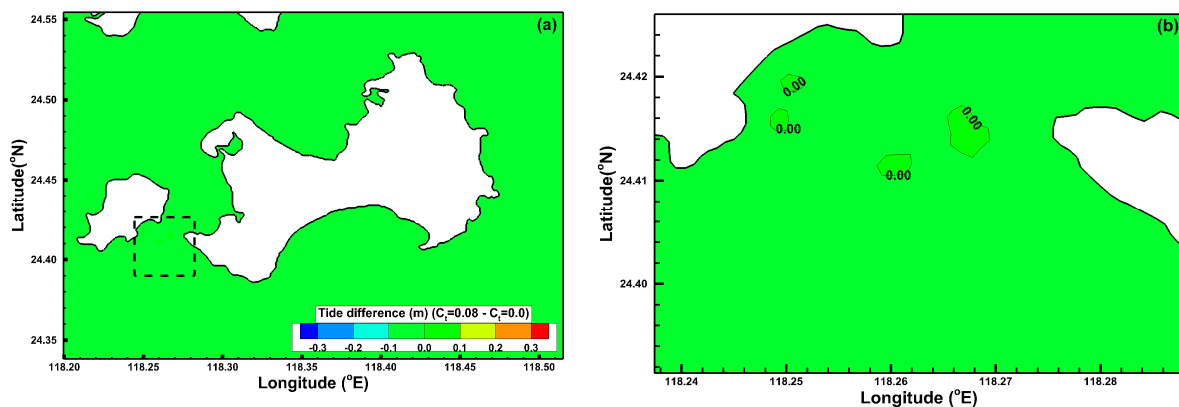 (a)
24.55
24.50
24.45
24.40
24.35
Latitude(°N)
Tide difference (m) (Ct=0.08 - Ct=0.0)
-0.3 -0.2 -0.1 0.0 0.1 0.2 0.3
118.20 118.25 118.30 118.35 118.40 118.45 118.50
Longitude (°E)
(b)
24.42
24.41
24.40
Latitude(°N)
0.00
0.00
0.00
0.00
118.24 118.25 118.26 118.27 118.28
Longitude (°E)